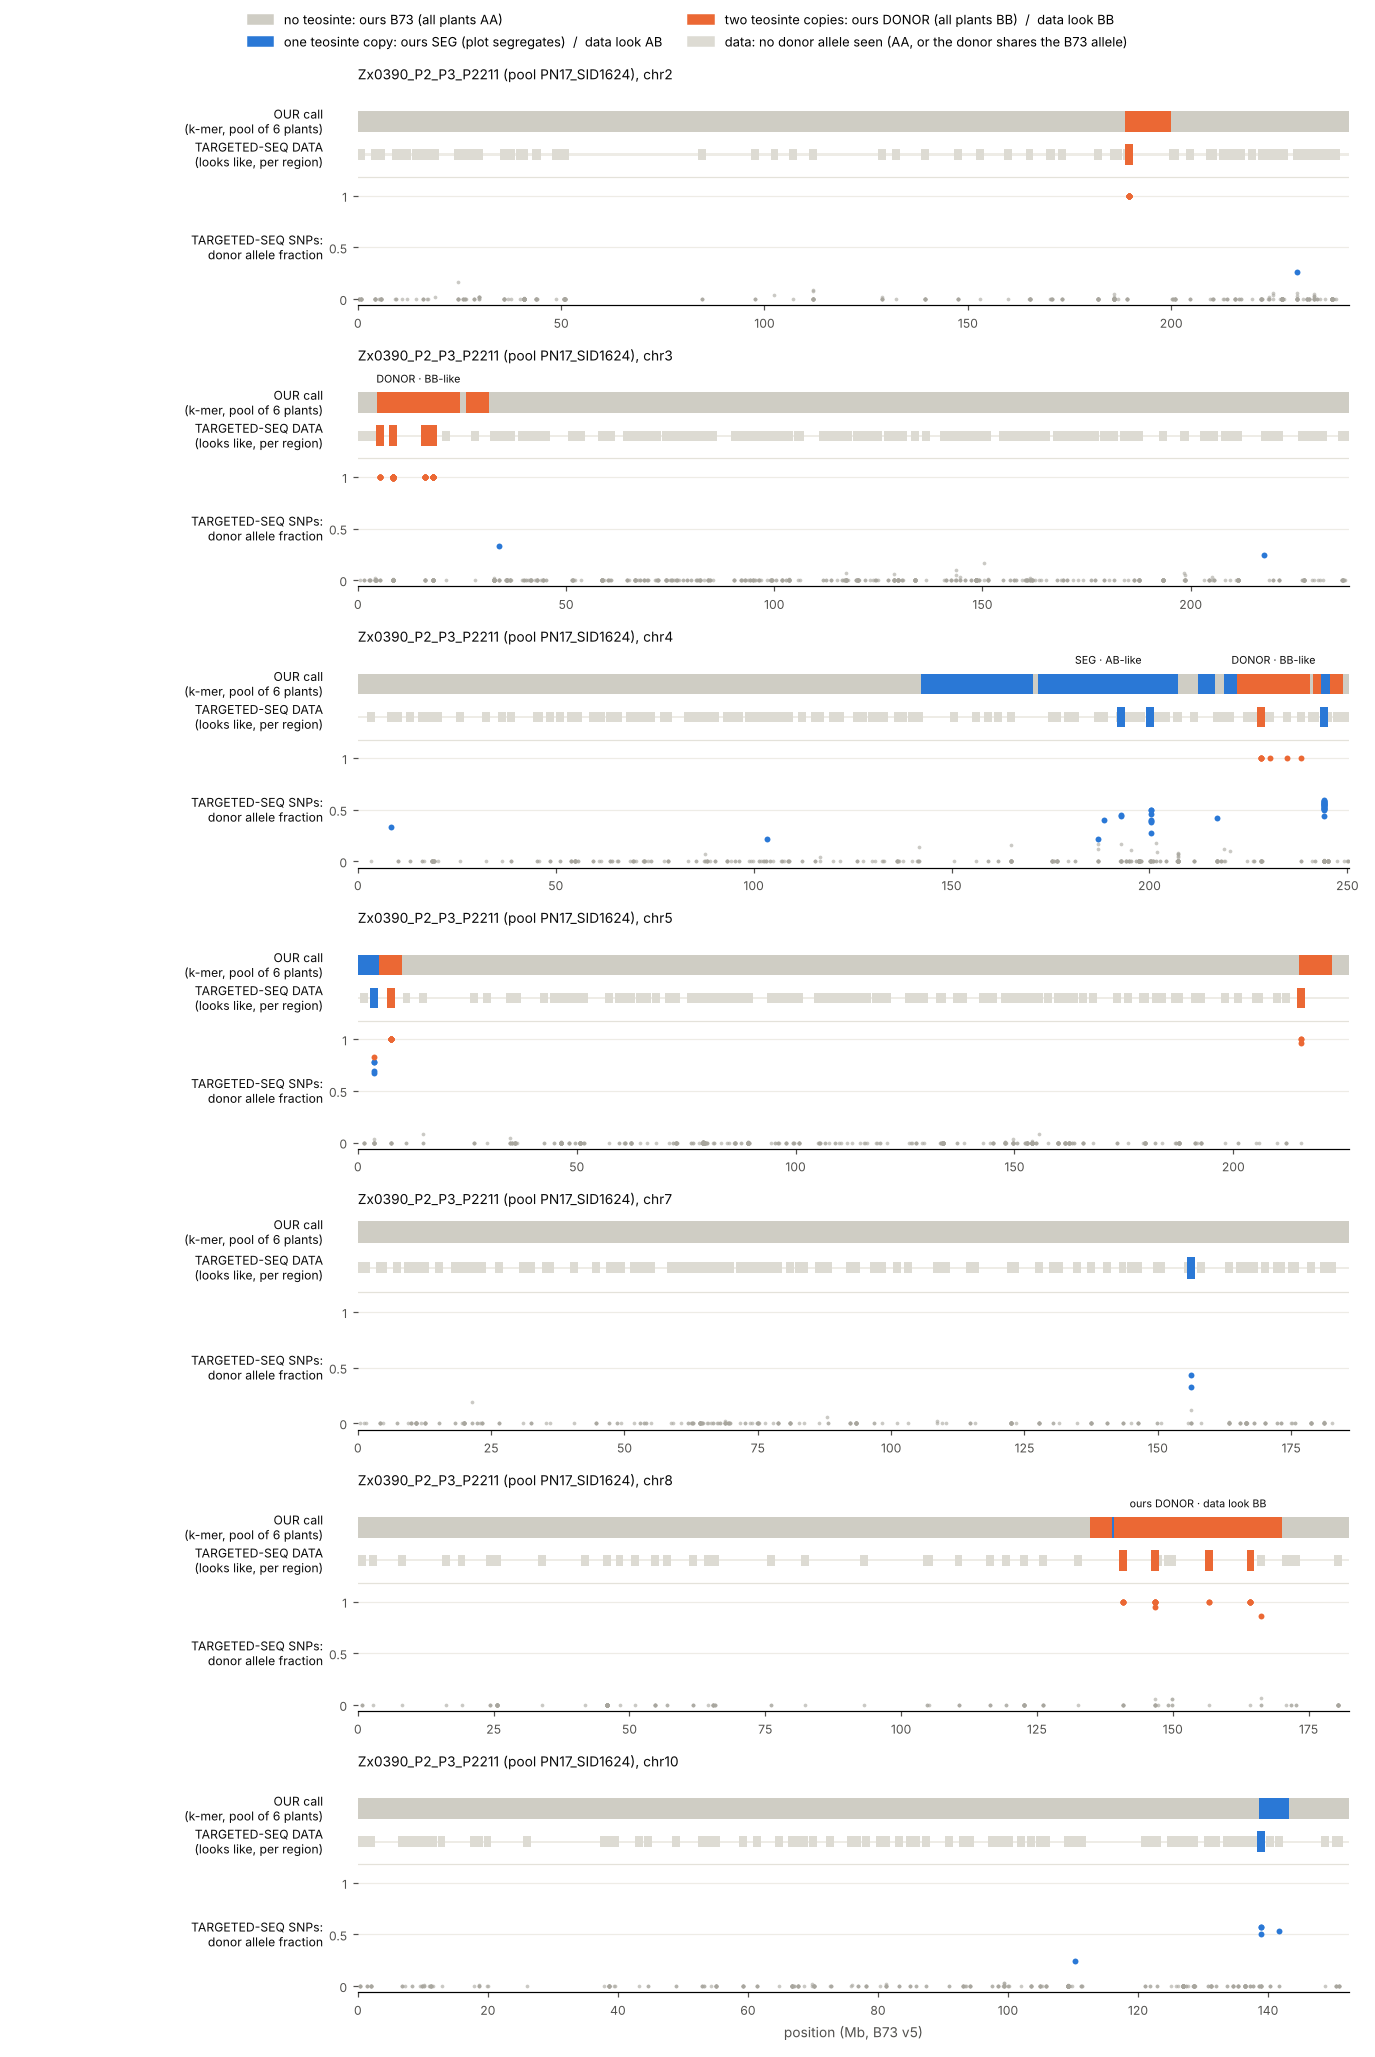 no teosinte: ours B73 (all plants AA)
two teosinte copies: ours DONOR (all plants BB)  /  data look BB
one teosinte copy: ours SEG (plot segregates)  /  data look AB
data: no donor allele seen (AA, or the donor shares the B73 allele)
Zx0390_P2_P3_P2211 (pool PN17_SID1624), chr2
OUR call
(k-mer, pool of 6 plants)
TARGETED-SEQ DATA
(looks like, per region)
1
TARGETED-SEQ SNPs:
donor allele fraction
0.5
0
0 50 100 150 200
Zx0390_P2_P3_P2211 (pool PN17_SID1624), chr3
DONOR · BB-like
OUR call
(k-mer, pool of 6 plants)
TARGETED-SEQ DATA
(looks like, per region)
1
TARGETED-SEQ SNPs:
donor allele fraction
0.5
0
0 50 100 150 200
Zx0390_P2_P3_P2211 (pool PN17_SID1624), chr4
SEG · AB-like
DONOR · BB-like
OUR call
(k-mer, pool of 6 plants)
TARGETED-SEQ DATA
(looks like, per region)
1
TARGETED-SEQ SNPs:
donor allele fraction
0.5
0
0 50 100 150 200 250
Zx0390_P2_P3_P2211 (pool PN17_SID1624), chr5
OUR call
(k-mer, pool of 6 plants)
TARGETED-SEQ DATA
(looks like, per region)
1
TARGETED-SEQ SNPs:
donor allele fraction
0.5
0
0 50 100 150 200
Zx0390_P2_P3_P2211 (pool PN17_SID1624), chr7
OUR call
(k-mer, pool of 6 plants)
TARGETED-SEQ DATA
(looks like, per region)
1
TARGETED-SEQ SNPs:
donor allele fraction
0.5
0
0 25 50 75 100 125 150 175
Zx0390_P2_P3_P2211 (pool PN17_SID1624), chr8
ours DONOR · data look BB
OUR call
(k-mer, pool of 6 plants)
TARGETED-SEQ DATA
(looks like, per region)
1
TARGETED-SEQ SNPs:
donor allele fraction
0.5
0
0 25 50 75 100 125 150 175
Zx0390_P2_P3_P2211 (pool PN17_SID1624), chr10
OUR call
(k-mer, pool of 6 plants)
TARGETED-SEQ DATA
(looks like, per region)
1
TARGETED-SEQ SNPs:
donor allele fraction
0.5
0
0 20 40 60 80 100 120 140
position (Mb, B73 v5)